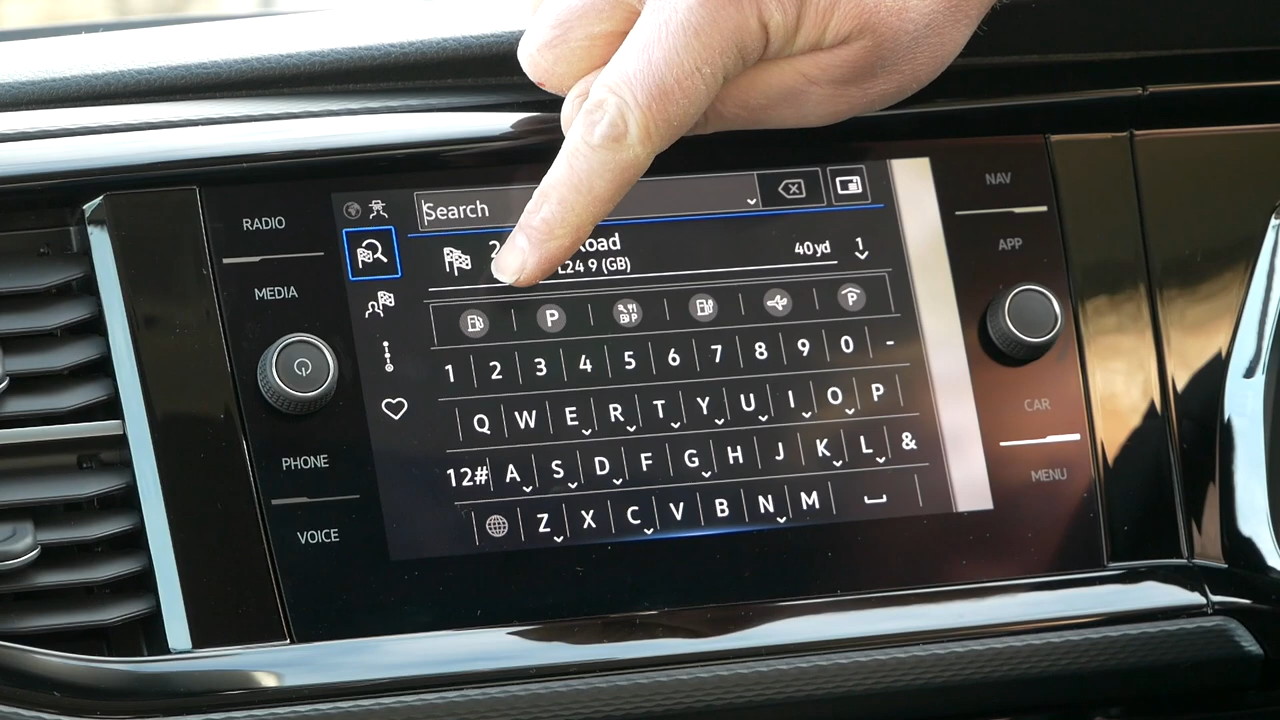 RADIO
MEDIA
PHONE
VOICE
Search
2
Road
L24 9 (GB)
40yd
1
P
P
P
1 2 3 4 5 6 7 8 9 0 -
Q W E R T Y U I O P
12# A S D F G H J K L &
Z X C V B N M
NAV
APP
CAR
MENU